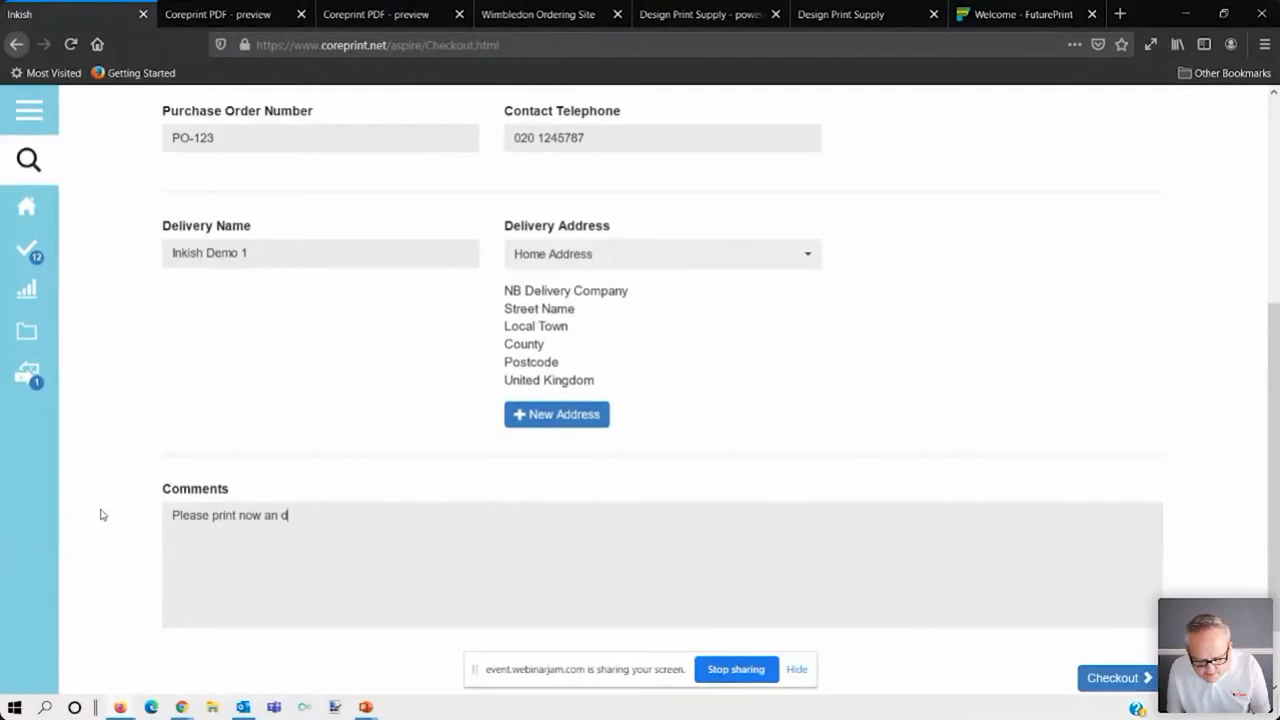 Inkish
Coreprint PDF - preview
Coreprint PDF - preview
Wimbledon Ordering Site
Design Print Supply - powe
Design Print Supply
Welcome - FuturePrint
https://www.coreprint.net/aspire/Checkout.html
Most Visited
Getting Started
Other Bookmarks
Purchase Order Number
Contact Telephone
PO-123
020 1245787
Delivery Name
Delivery Address
Inkish Demo 1
Home Address
NB Delivery Company
Street Name
Local Town
County
Postcode
United Kingdom
New Address
12
1
Comments
Please print now an d
event.webinarjam.com is sharing your screen.
Stop sharing
Hide
Checkout